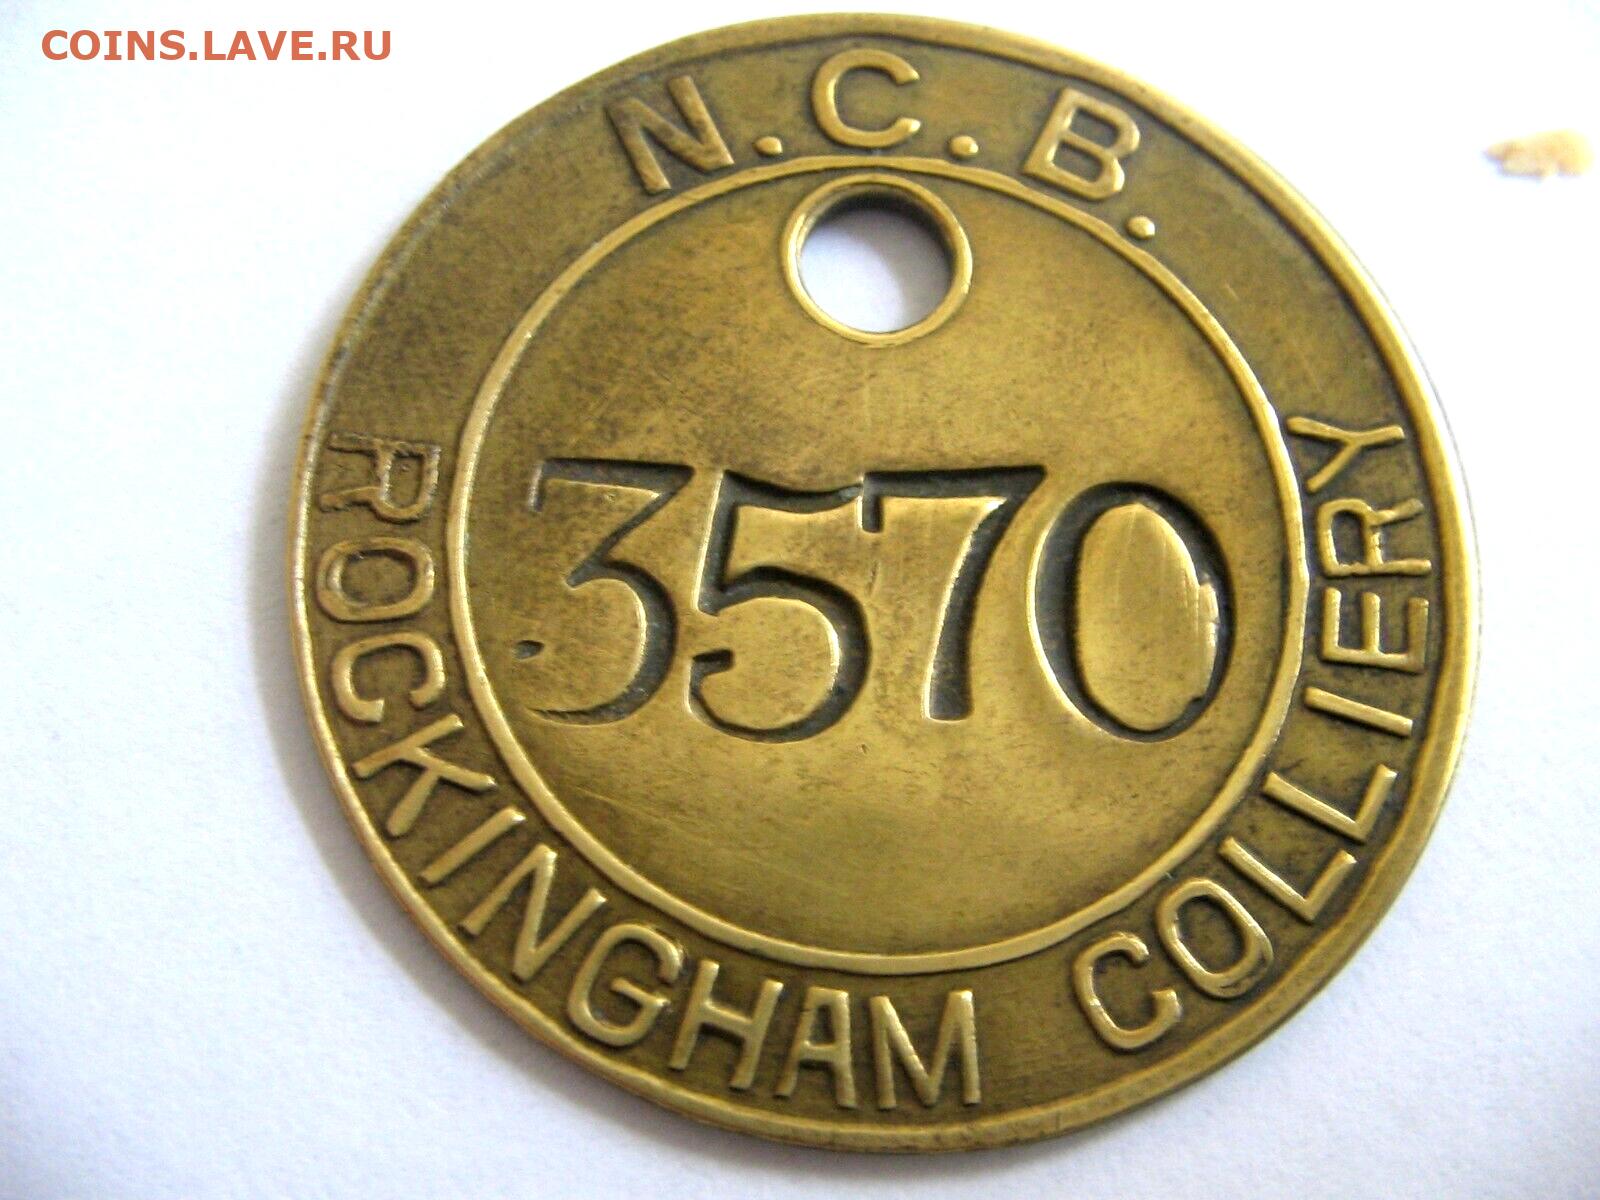 COINS.LAVE.RU
N.C.B.
3570
ROCKINGHAM COLLIERY